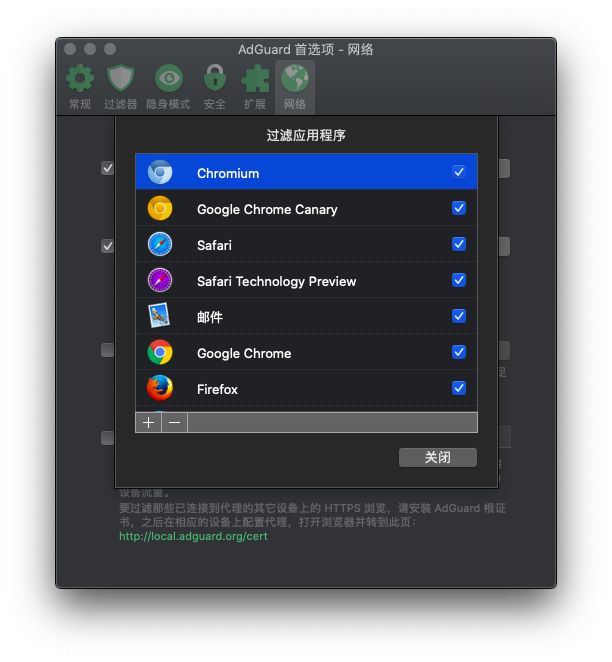 AdGuard 首选项 – 网络
常规 过滤器 隐身模式 安全 扩展 网络
过滤应用程序
Chromium
Google Chrome Canary
Safari
Safari Technology Preview
邮件
Google Chrome
足
Firefox
关闭
设备流量。
要过滤那些已连接到代理的其它设备上的 HTTPS 浏览，请安装 AdGuard 根证
书，之后在相应的设备上配置代理，打开浏览器并转到此页：
http://local.adguard.org/cert